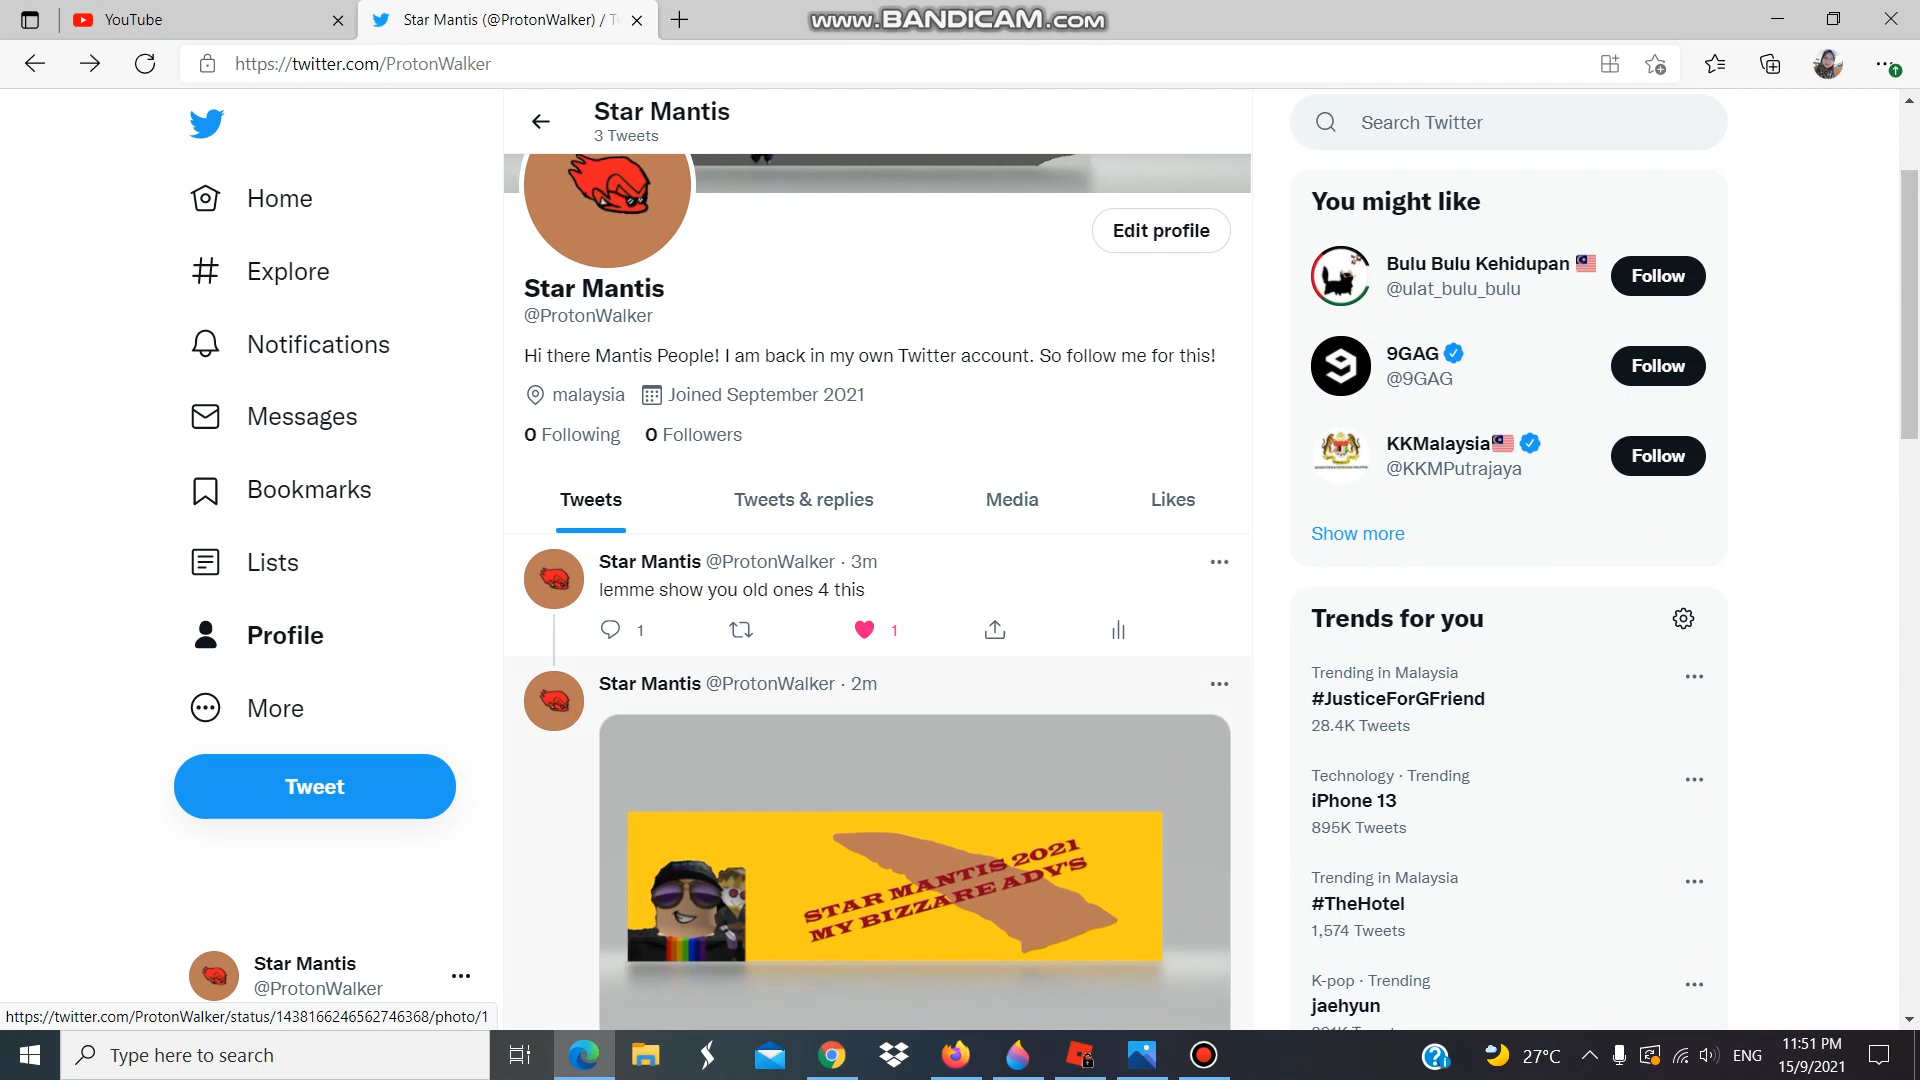 YouTube
Star Mantis (@ProtonWalker) / Tw
www.BANDICAM.com
https://twitter.com/ProtonWalker
Star Mantis
3 Tweets
Search Twitter
Home
Explore
Notifications
Messages
Bookmarks
Lists
Profile
More
Tweet
Star Mantis
@ProtonWalker
https://twitter.com/ProtonWalker/status/1438166246562746368/photo/1
Edit profile
Star Mantis
@ProtonWalker
Hi there Mantis People! I am back in my own Twitter account. So follow me for this!
malaysia Joined September 2021
0 Following 0 Followers
Tweets Tweets & replies Media Likes
Star Mantis @ProtonWalker · 3m
lemme show you old ones 4 this
1 1
Star Mantis @ProtonWalker · 2m
STAR MANTIS 2021
MY BIZZARE ADV'S
You might like
Bulu Bulu Kehidupan
@ulat_bulu_bulu
Follow
9GAG
@9GAG
Follow
KKMalaysia
@KKMPutrajaya
Follow
Show more
Trends for you
Trending in Malaysia
#JusticeForGFriend
28.4K Tweets
Technology · Trending
iPhone 13
895K Tweets
Trending in Malaysia
#TheHotel
1,574 Tweets
K-pop · Trending
jaehyun
Type here to search
27°C
ENG
11:51 PM
15/9/2021